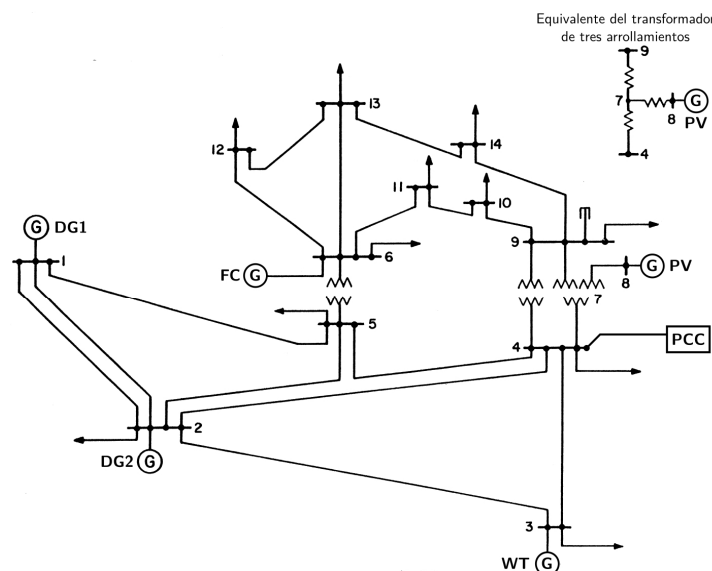 Equivalente del transformador
de tres arrollamientos
9
7
G
8
PV
4
13
14
12
11
10
9
G DG1
1
6
FC G
8
G PV
7
5
4
PCC
2
DG2 G
3
WT G